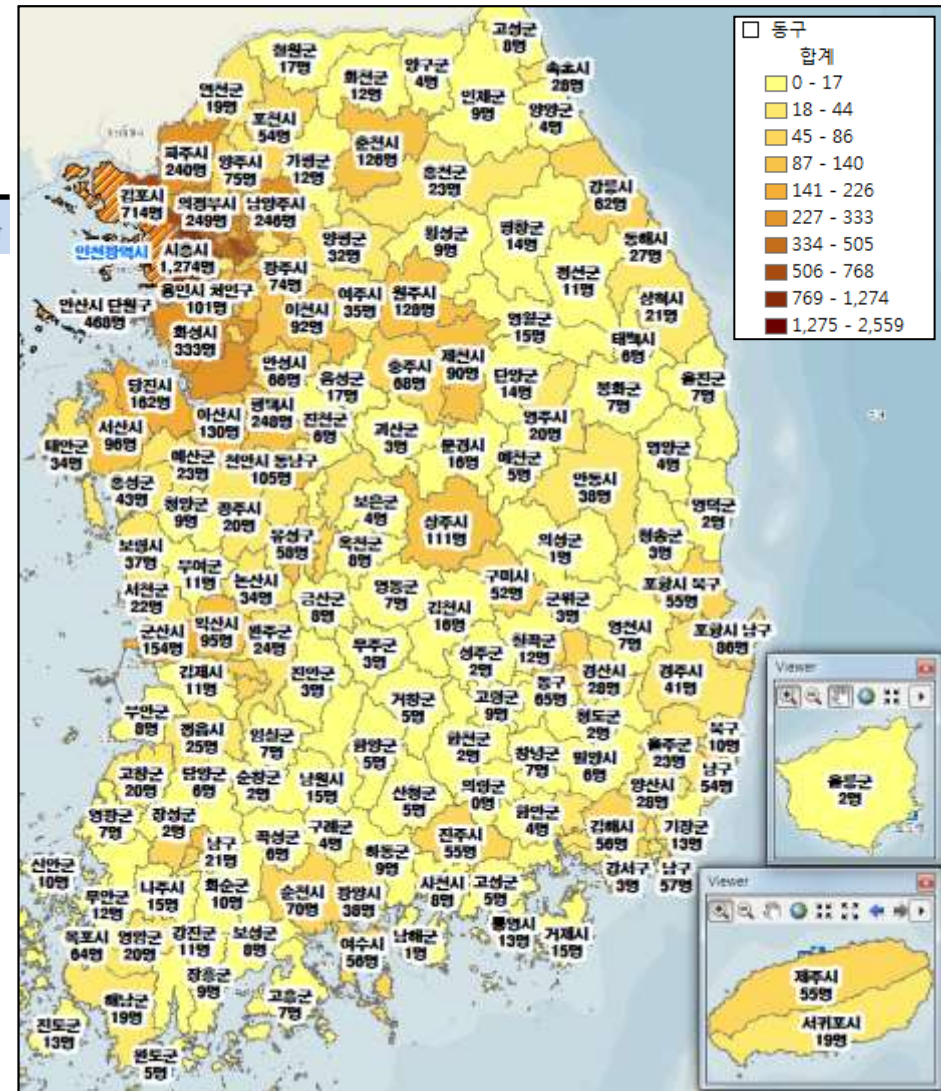 고성군
8명
철원군
17명
화천군
12명
양구군
4명
속초시
28명
연천군
19명
인제군
9명
양양군
4명
포천시
54명
춘천시
126명
파주시
240명
양주시
75명
가평군
12명
홍천군
23명
강릉시
62명
김포시
714명
의정부시
249명
남양주시
246명
인천광역시
시흥시
1,274명
양평군
32명
횡성군
9명
평창군
14명
동해시
27명
광주시
74명
정선군
11명
안산시 단원구
468명
용인시 처인구
101명
이천시
92명
여주시
35명
원주시
128명
삼척시
21명
화성시
333명
영월군
15명
태백시
6명
안성시
66명
음성군
17명
충주시
68명
제천시
90명
단양군
14명
봉화군
7명
울진군
7명
당진시
162명
아산시
130명
평택시
248명
진천군
6명
서산시
96명
괴산군
3명
영주시
20명
태안군
34명
예산군
23명
천안시 동남구
105명
문경시
16명
예천군
5명
영양군
4명
홍성군
43명
안동시
38명
청양군
9명
공주시
20명
보은군
4명
상주시
111명
영덕군
2명
유성구
58명
옥천군
8명
의성군
1명
청송군
3명
보령시
37명
부여군
11명
논산시
34명
금산군
8명
영동군
7명
구미시
52명
포항시 북구
55명
서천군
22명
김천시
16명
군위군
3명
군산시
154명
익산시
95명
완주군
24명
무주군
3명
칠곡군
12명
영천시
7명
포항시 남구
86명
성주군
2명
김제시
11명
진안군
3명
동구
65명
경산시
28명
경주시
41명
거창군
5명
고령군
9명
부안군
8명
정읍시
25명
임실군
7명
청도군
2명
북구
10명
함양군
5명
합천군
2명
창녕군
7명
밀양시
6명
울주군
23명
고창군
20명
담양군
6명
순창군
2명
남원시
15명
남구
54명
산청군
5명
의령군
0명
양산시
28명
영광군
7명
장성군
2명
함안군
4명
남구
21명
곡성군
6명
구례군
4명
진주시
55명
김해시
56명
기장군
13명
하동군
9명
신안군
10명
강서구
3명
남구
57명
무안군
12명
나주시
15명
화순군
10명
순천시
70명
광양시
38명
사천시
8명
고성군
5명
통영시
13명
거제시
15명
목포시
64명
영암군
20명
강진군
11명
보성군
8명
여수시
56명
남해군
1명
장흥군
9명
고흥군
7명
해남군
19명
진도군
13명
완도군
5명
동구
합계
0 - 17
18 - 44
45 - 86
87 - 140
141 - 226
227 - 333
334 - 505
506 - 768
769 - 1,274
1,275 - 2,559
Viewer
울릉군
2명
Viewer
제주시
55명
서귀포시
19명